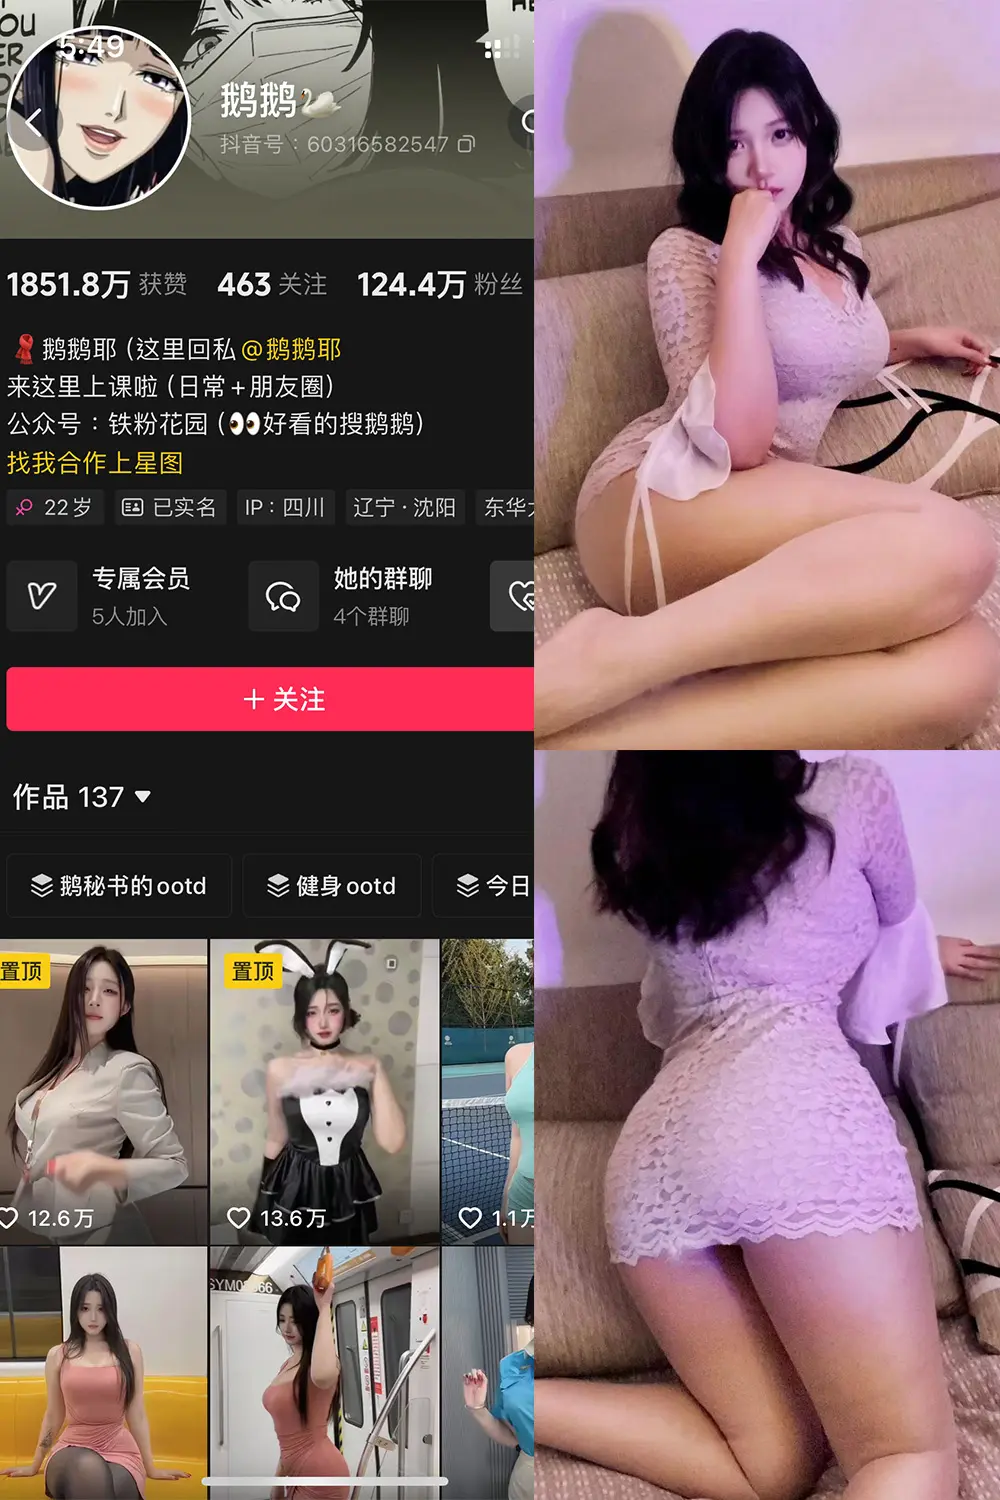 OU
ER
5:49
鹅鹅🦢
抖音号：60316582547
1851.8万 获赞 463 关注 124.4万 粉丝
🧣鹅鹅耶（这里回私@鹅鹅耶
来这里上课啦（日常+朋友圈）
公众号：铁粉花园（👀好看的搜鹅鹅）
找我合作上星图
22岁 已实名 IP：四川 辽宁·沈阳 东华
专属会员 她的群聊
5人加入 4个群聊
+ 关注
作品 137
鹅秘书的ootd 健身ootd 今日
置顶 置顶
12.6万 13.6万 1.1万